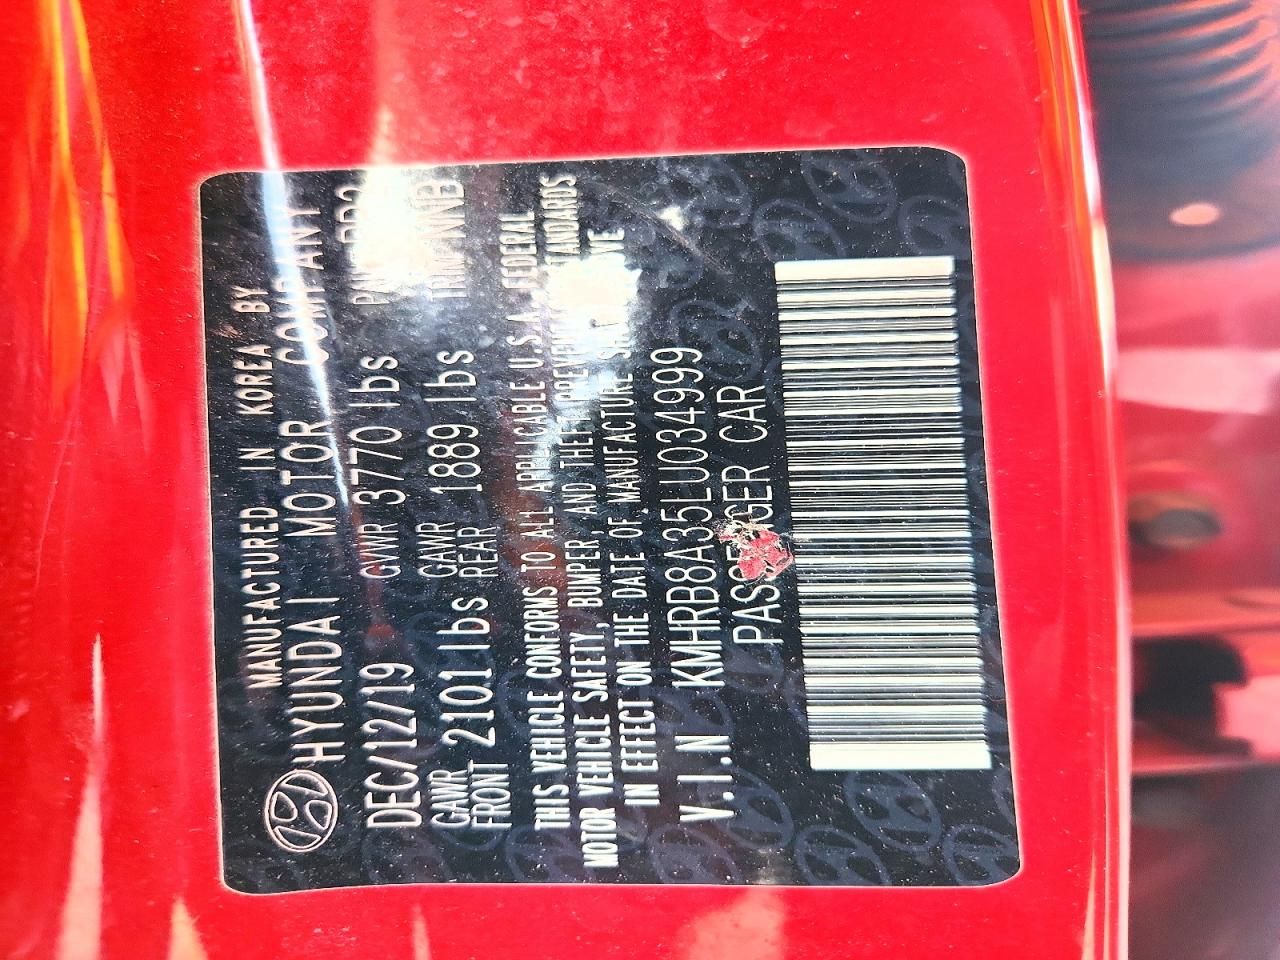 MANUFACTURED IN KOREA BY
HYUNDAI MOTOR COMPANY
DEC/12/19 GVWR 3770 lbs
GAWR FRONT 2101 lbs GAWR REAR 1889 lbs
THIS VEHICLE CONFORMS TO ALL APPLICABLE U.S.A. FEDERAL
MOTOR VEHICLE SAFETY, BUMPER, AND THEFT STANDARDS
IN EFFECT ON THE DATE OF MANUFACTURE
V.I.N KMHRB8A35LU034999
CAR